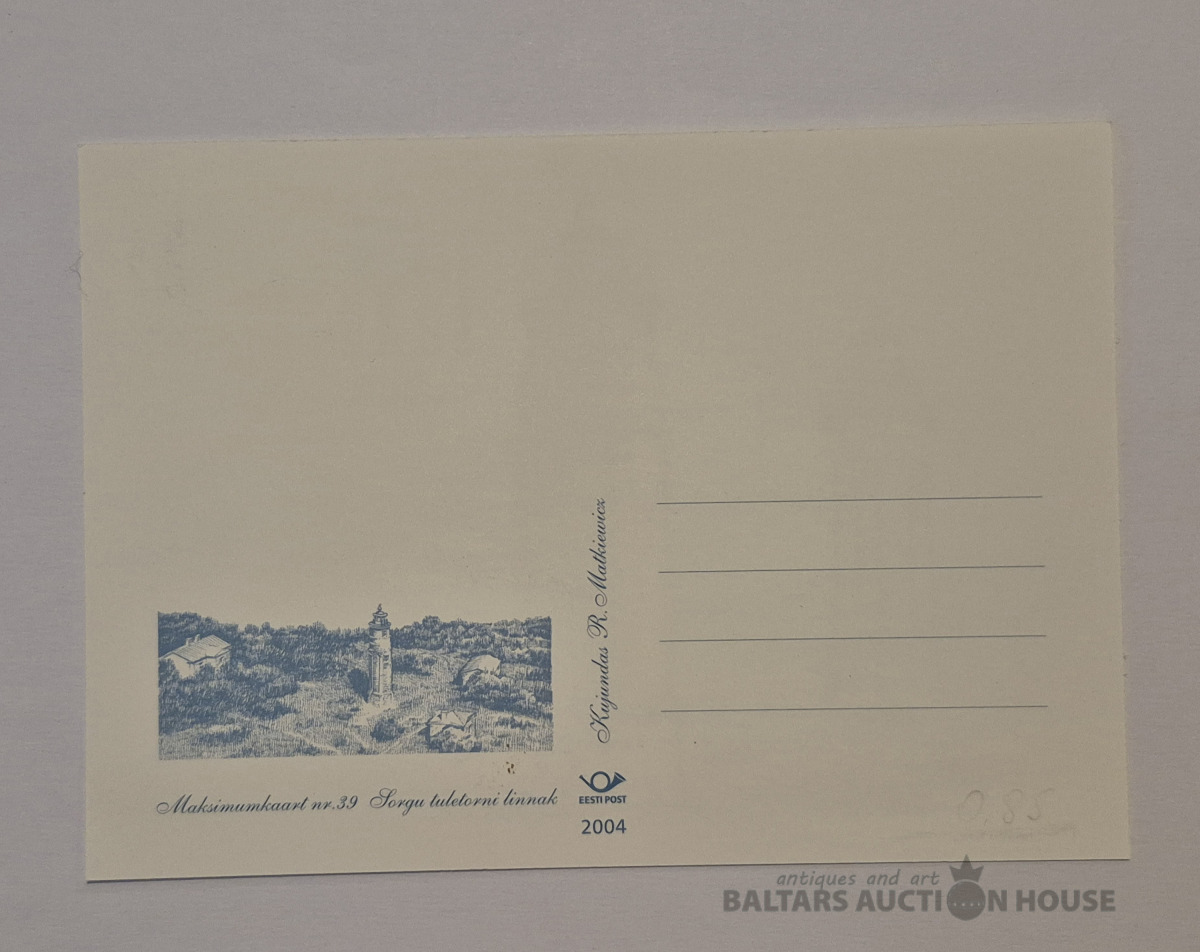 Kujundas R. Matkiewicz
Maksimumkaart nr.39 Sorgu tuletorni linnak
EESTI POST
2004
0.85
antiques and art
BALTARS AUCTION HOUSE